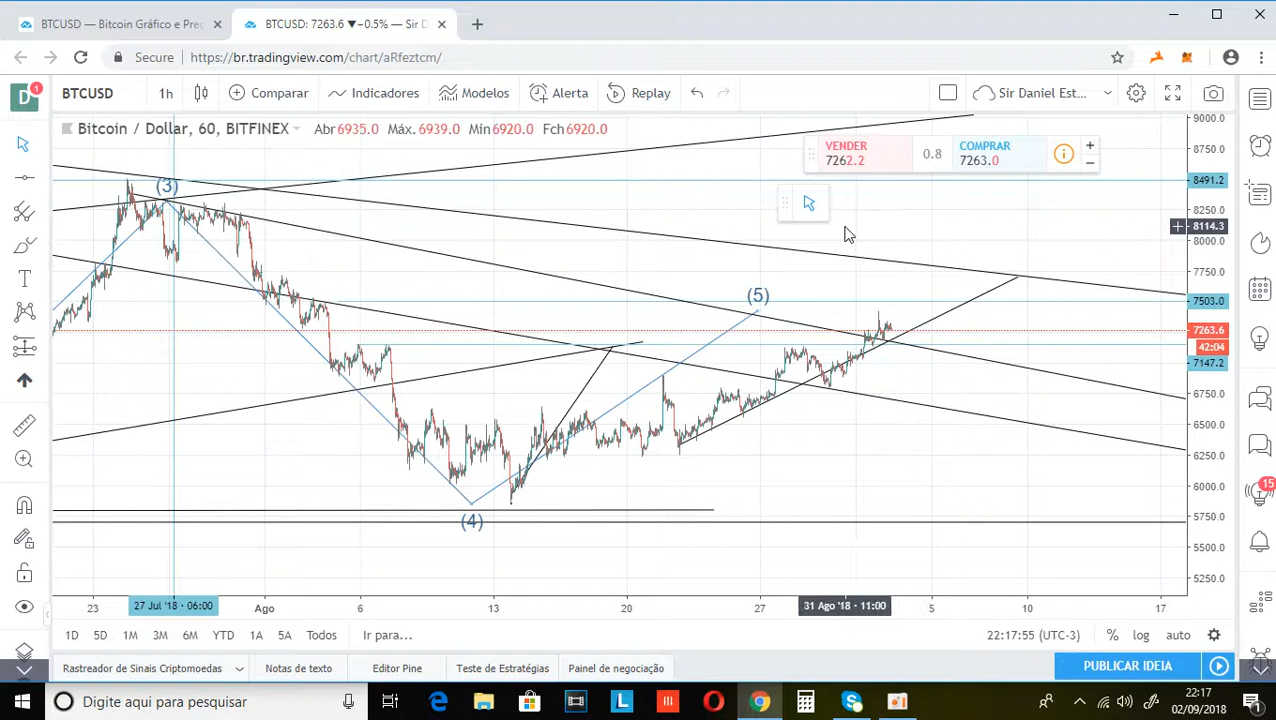 BTCUSD — Bitcoin Gráfico e Pre
BTCUSD: 7263.6 ▼−0.5% — Sir D
Secure
https://br.tradingview.com/chart/aRfeztcm/
D
1
BTCUSD
1h
Comparar
Indicadores
Modelos
Alerta
Replay
Sir Daniel Est...
Bitcoin / Dollar, 60, BITFINEX
Abr6935.0 Máx. 6939.0 Min6920.0 Fch6920.0
VENDER
7262.2
0.8
COMPRAR
7263.0
+
−
9000.0
8750.0
8491.2
8250.0
8114.3
8000.0
7750.0
7503.0
7263.6
42:04
7147.2
6750.0
6500.0
6250.0
6000.0
5750.0
5500.0
5250.0
(3)
(5)
(4)
15
23
27 Jul '18 - 06:00
Ago
6
13
20
27
31 Ago '18 - 11:00
5
10
17
1D
5D
1M
3M
6M
YTD
1A
5A
Todos
Ir para...
22:17:55 (UTC-3)
%
log
auto
Rastreador de Sinais Criptomoedas
Notas de texto
Editor Pine
Teste de Estratégias
Painel de negociação
PUBLICAR IDEIA
Digite aqui para pesquisar
22:17
02/09/2018
1